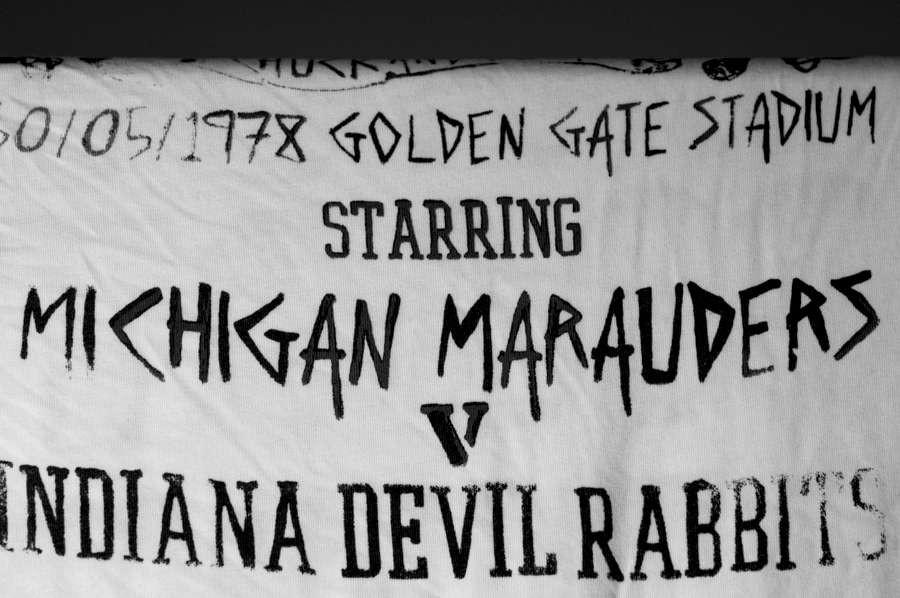 30/05/1978 GOLDEN GATE STADIUM
STARRING
MICHIGAN MARAUDERS
V
INDIANA DEVIL RABBITS